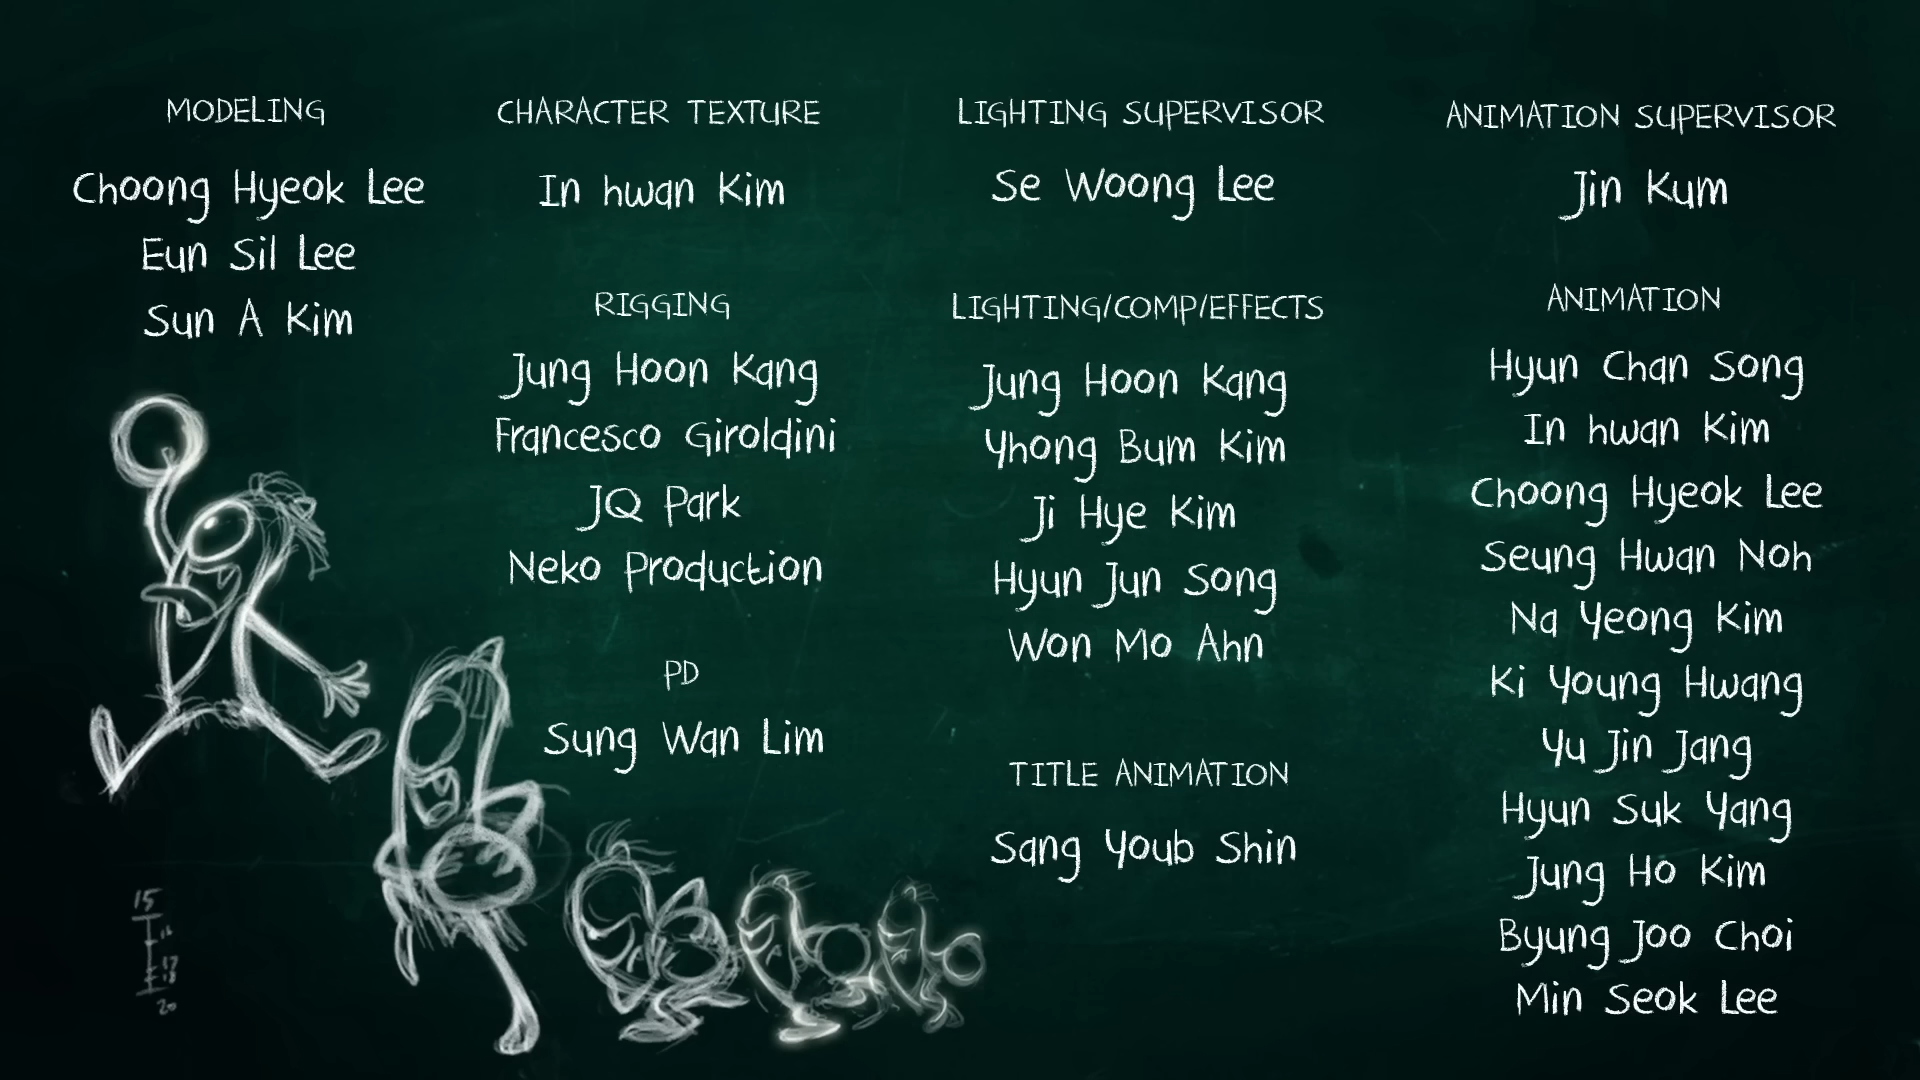 MODELING
Choong Hyeok Lee
Eun Sil Lee
Sun A Kim
CHARACTER TEXTURE
In hwan Kim
RIGGING
Jung Hoon Kang
Francesco Giroldini
JQ Park
Neko Production
PD
Sung Wan Lim
LIGHTING SUPERVISOR
Se Woong Lee
LIGHTING/COMP/EFFECTS
Jung Hoon Kang
Yhong Bum Kim
Ji Hye Kim
Hyun Jun Song
Won Mo Ahn
TITLE ANIMATION
Sang Youb Shin
ANIMATION SUPERVISOR
Jin Kum
ANIMATION
Hyun Chan Song
In hwan Kim
Choong Hyeok Lee
Seung Hwan Noh
Na Yeong Kim
Ki Young Hwang
Yu Jin Jang
Hyun Suk Yang
Jung Ho Kim
Byung Joo Choi
Min Seok Lee
15
17
20